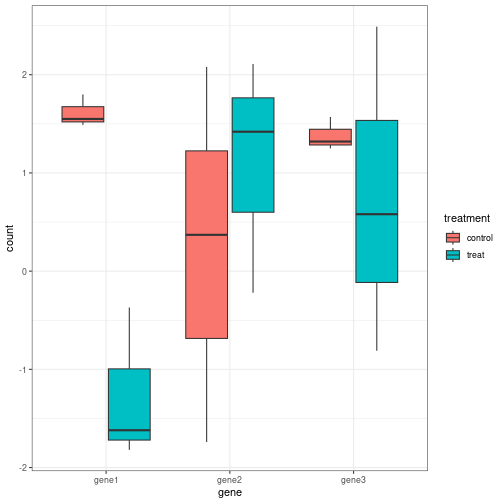 2
1
0
-1
-2
count
gene1
gene2
gene3
gene
treatment
control
treat